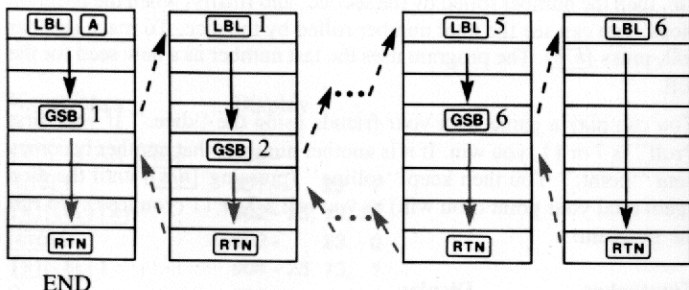 LBL A
LBL 1
LBL 5
LBL 6
GSB 1
GSB 2
GSB 6
RTN
RTN
RTN
RTN
END